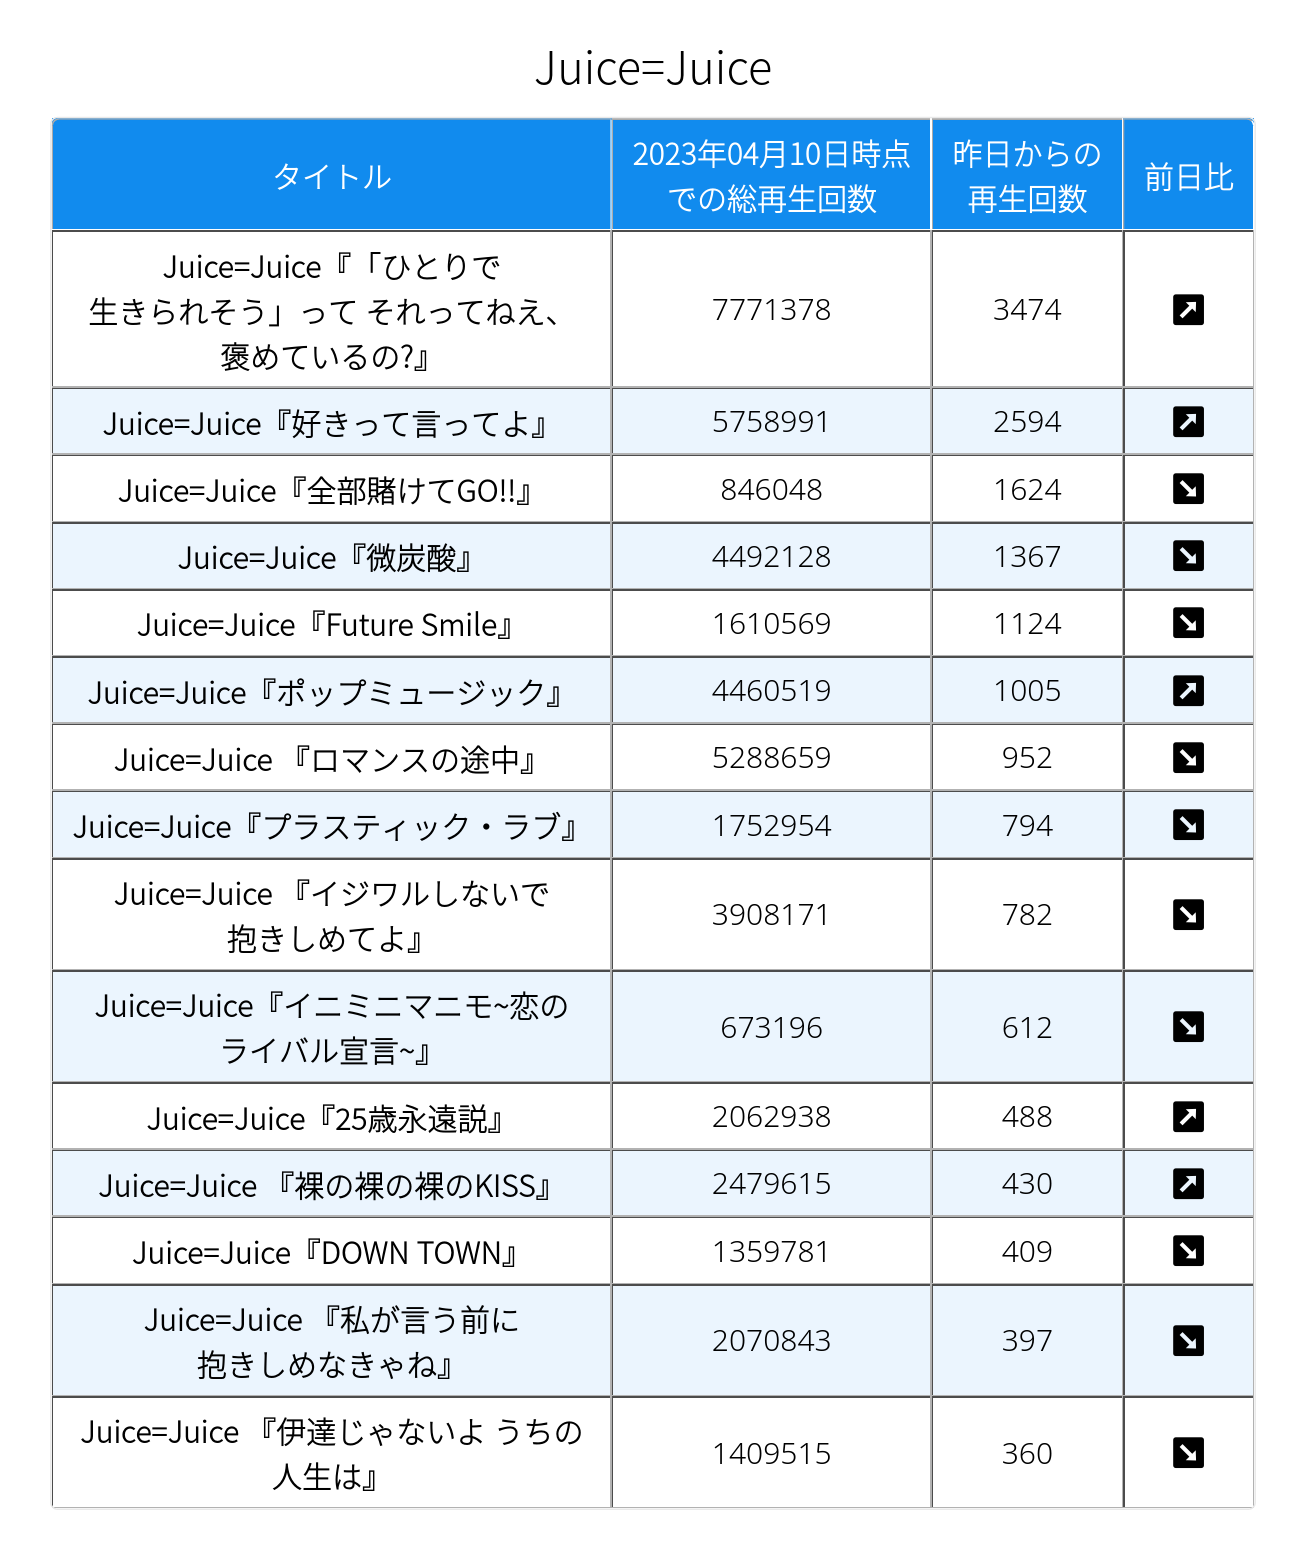 Juice=Juice
タイトル
2023年04月10日時点
での総再生回数
昨日からの
再生回数
前日比
Juice=Juice『「ひとりで
生きられそう」って それってねえ、
褒めているの?』
7771378
3474
Juice=Juice『好きって言ってよ』
5758991
2594
Juice=Juice『全部賭けてGO!!』
846048
1624
Juice=Juice『微炭酸』
4492128
1367
Juice=Juice『Future Smile』
1610569
1124
Juice=Juice『ポップミュージック』
4460519
1005
Juice=Juice 『ロマンスの途中』
5288659
952
Juice=Juice『プラスティック・ラブ』
1752954
794
Juice=Juice 『イジワルしないで
抱きしめてよ』
3908171
782
Juice=Juice『イニミニマニモ~恋の
ライバル宣言~』
673196
612
Juice=Juice『25歳永遠説』
2062938
488
Juice=Juice 『裸の裸の裸のKISS』
2479615
430
Juice=Juice『DOWN TOWN』
1359781
409
Juice=Juice 『私が言う前に
抱きしめなきゃね』
2070843
397
Juice=Juice 『伊達じゃないよ うちの
人生は』
1409515
360